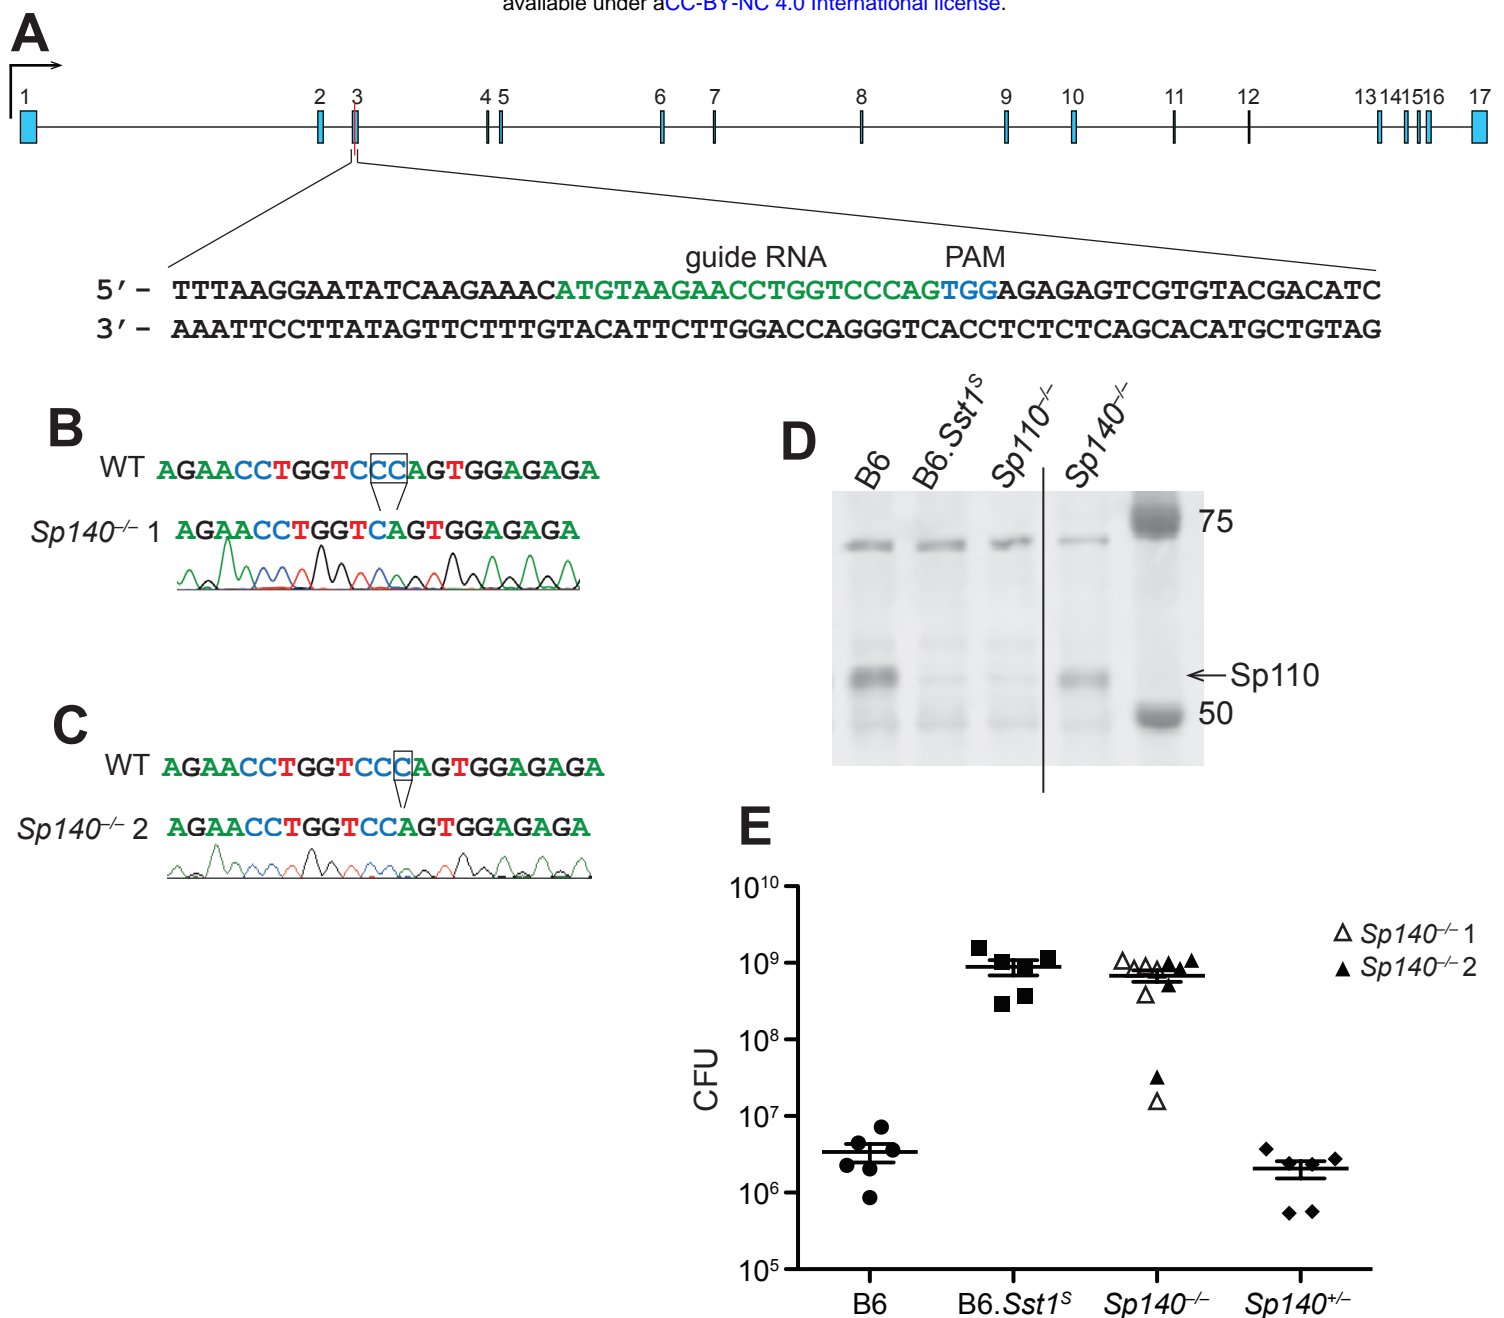 available under aCC-BY-NC 4.0 International license.
A
1 2 3 4 5 6 7 8 9 10 11 12 13 14 15 16 17
guide RNA PAM
5′– TTTAAGGAATATCAAGAAACATGTAAGAACCTGGTCCCAGTGGAGAGAGTCGTGTACGACATC
3′– AAATTCCTTATAGTTCTTTGTACATTCTTGGACCAGGGTCACCTCTCTCAGCACATGCTGTAG
B
WT AGAACCTGGTCCCAGTGGAGAGA
Sp140–/– 1 AGAACCTGGTCAGTGGAGAGA
C
WT AGAACCTGGTCCCAGTGGAGAGA
Sp140–/– 2 AGAACCTGGTCCAGTGGAGAGA
D
B6 B6.Sst1S Sp110–/– Sp140–/–
75
Sp110
50
E
CFU
10¹⁰
10⁹
10⁸
10⁷
10⁶
10⁵
B6 B6.Sst1S Sp140–/– Sp140+/–
Sp140–/– 1
Sp140–/– 2